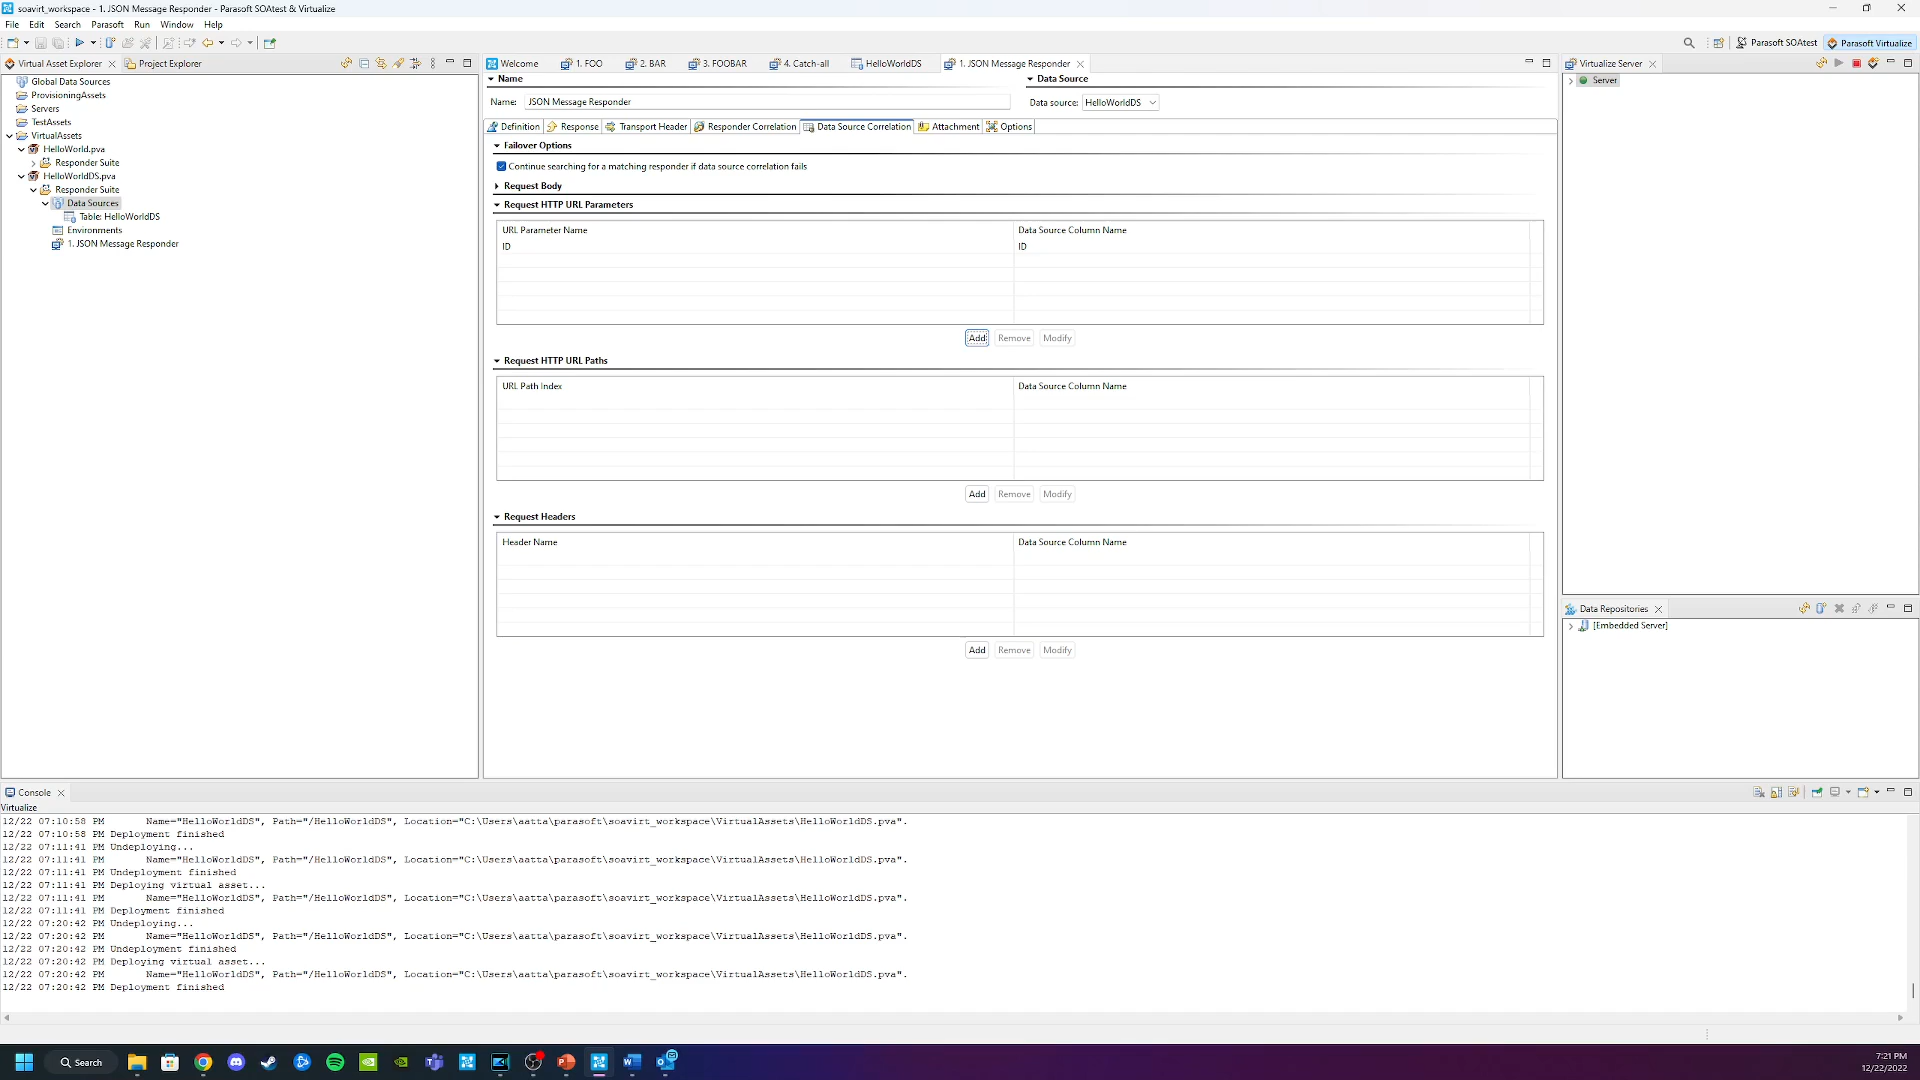 soavirt_workspace - 1. JSON Message Responder - Parasoft SOAtest & Virtualize
File Edit Search Parasoft Run Window Help
Parasoft SOAtest Parasoft Virtualize
Virtual Asset Explorer Project Explorer
Global Data Sources
ProvisioningAssets
Servers
TestAssets
VirtualAssets
HelloWorld.pva
Responder Suite
HelloWorldDS.pva
Responder Suite
Data Sources
Table: HelloWorldDS
Environments
1. JSON Message Responder
Welcome 1. FOO 2. BAR 3. FOOBAR 4. Catch-all HelloWorldDS 1. JSON Message Responder
Name Data Source
Name: JSON Message Responder Data source: HelloWorldDS
Definition Response Transport Header Responder Correlation Data Source Correlation Attachment Options
Failover Options
Continue searching for a matching responder if data source correlation fails
Request Body
Request HTTP URL Parameters
URL Parameter Name Data Source Column Name
ID ID
Add Remove Modify
Request HTTP URL Paths
URL Path Index Data Source Column Name
Add Remove Modify
Request Headers
Header Name Data Source Column Name
Add Remove Modify
Virtualize Server
Server
Data Repositories
[Embedded Server]
Console
Virtualize
12/22 07:10:58 PM Name="HelloWorldDS", Path="/HelloWorldDS", Location="C:\Users\aatta\parasoft\soavirt_workspace\VirtualAssets\HelloWorldDS.pva".
12/22 07:10:58 PM Deployment finished
12/22 07:11:41 PM Undeploying...
12/22 07:11:41 PM Name="HelloWorldDS", Path="/HelloWorldDS", Location="C:\Users\aatta\parasoft\soavirt_workspace\VirtualAssets\HelloWorldDS.pva".
12/22 07:11:41 PM Undeployment finished
12/22 07:11:41 PM Deploying virtual asset...
12/22 07:11:41 PM Name="HelloWorldDS", Path="/HelloWorldDS", Location="C:\Users\aatta\parasoft\soavirt_workspace\VirtualAssets\HelloWorldDS.pva".
12/22 07:11:41 PM Deployment finished
12/22 07:20:42 PM Undeploying...
12/22 07:20:42 PM Name="HelloWorldDS", Path="/HelloWorldDS", Location="C:\Users\aatta\parasoft\soavirt_workspace\VirtualAssets\HelloWorldDS.pva".
12/22 07:20:42 PM Undeployment finished
12/22 07:20:42 PM Deploying virtual asset...
12/22 07:20:42 PM Name="HelloWorldDS", Path="/HelloWorldDS", Location="C:\Users\aatta\parasoft\soavirt_workspace\VirtualAssets\HelloWorldDS.pva".
12/22 07:20:42 PM Deployment finished
Search
7:21 PM
12/22/2022